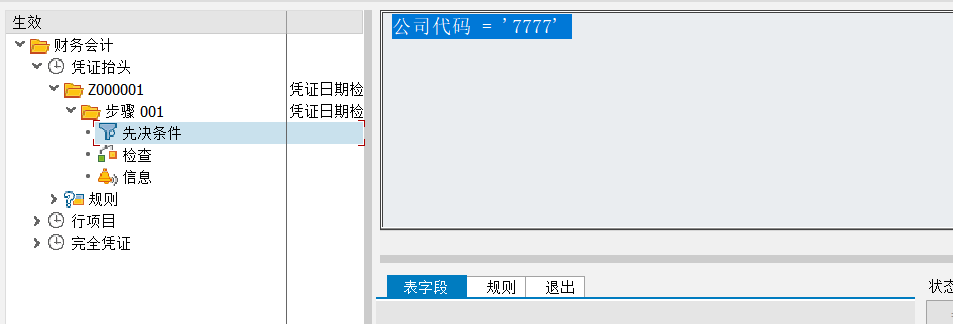 生效
财务会计
凭证抬头
Z000001 凭证日期检
步骤 001 凭证日期检
先决条件
检查
信息
规则
行项目
完全凭证
公司代码 = '7777'
表字段 规则 退出
状态